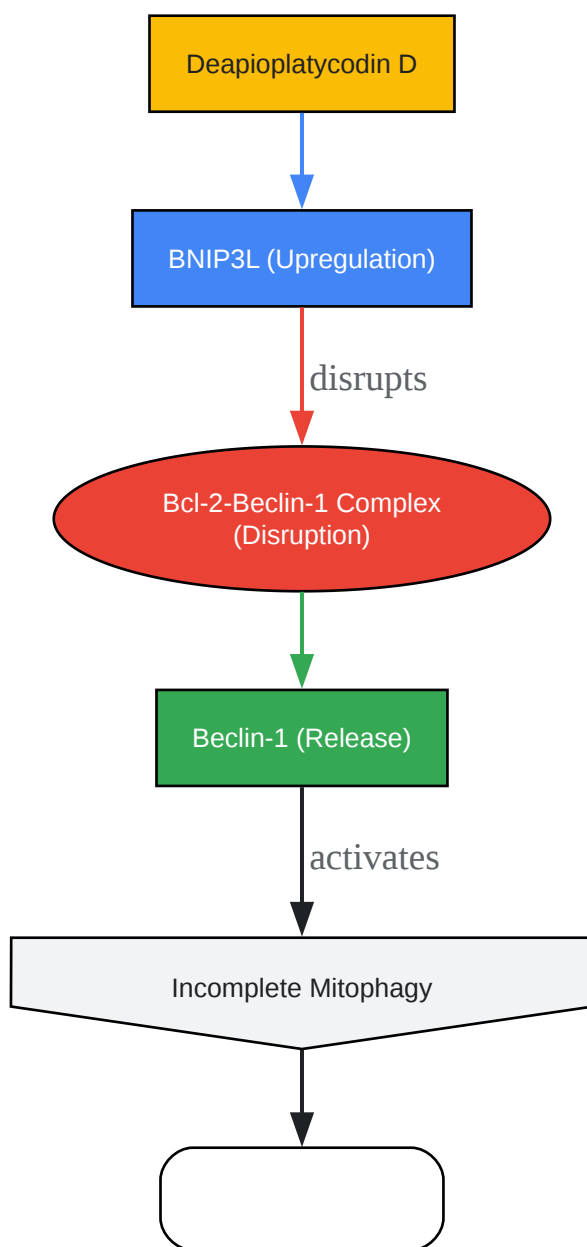 Deapioplatycodin D
BNIP3L (Upregulation)
disrupts
Bcl-2-Beclin-1 Complex
(Disruption)
Beclin-1 (Release)
activates
Incomplete Mitophagy